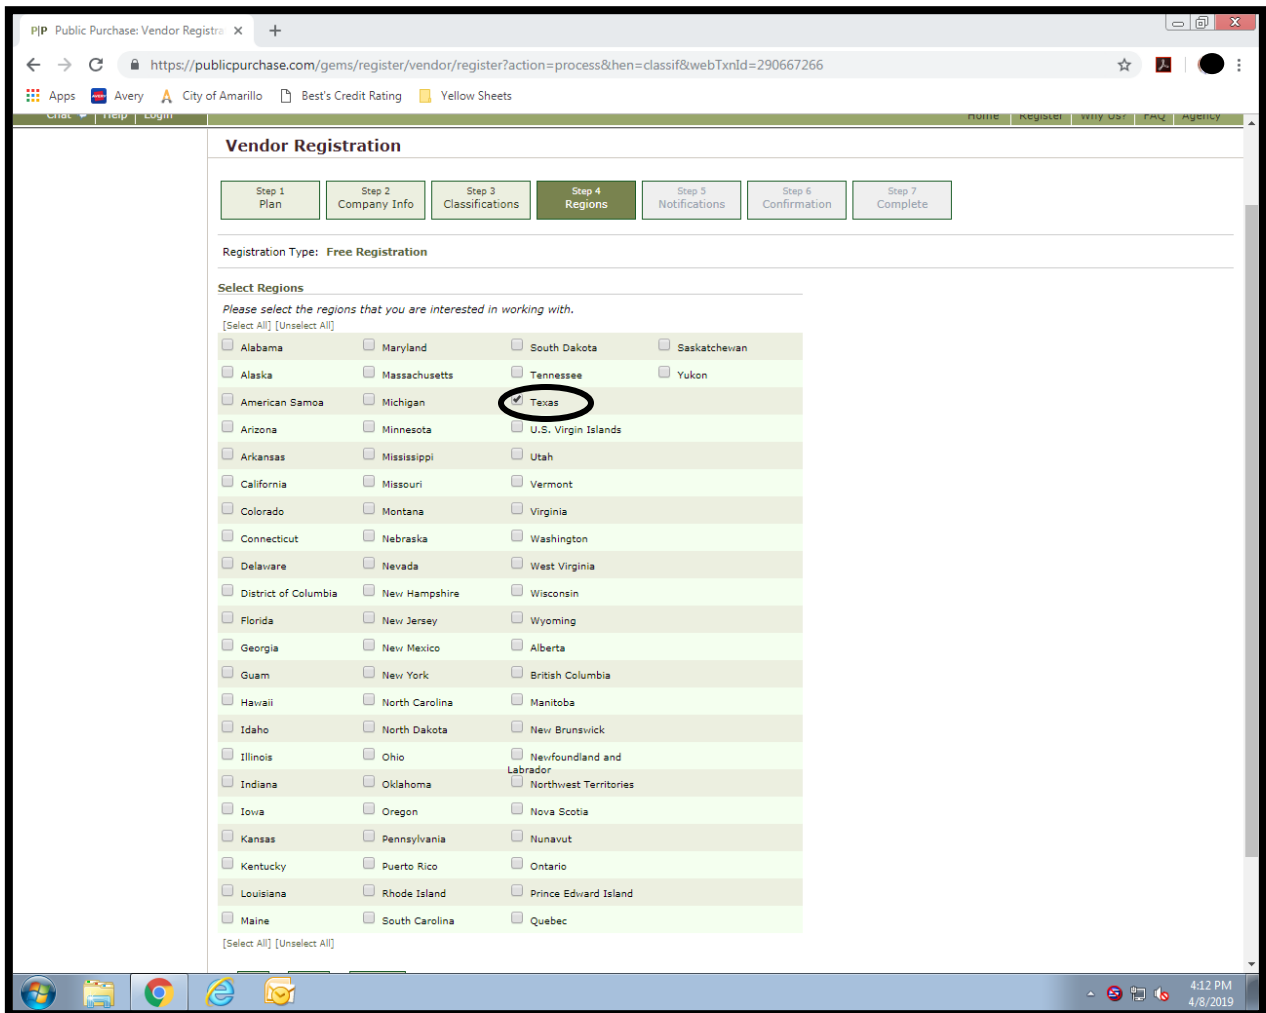 P|P Public Purchase: Vendor Registra
https://publicpurchase.com/gems/register/vendor/register?action=process&hen=classif&webTxnId=290667266
Apps Avery City of Amarillo Best's Credit Rating Yellow Sheets
Chat Help Login Home Register Why Us? FAQ Agency
Vendor Registration
Step 1 Step 2 Step 3 Step 4 Step 5 Step 6 Step 7
Plan Company Info Classifications Regions Notifications Confirmation Complete
Registration Type: Free Registration
Select Regions
Please select the regions that you are interested in working with.
[Select All] [Unselect All]
Alabama Maryland South Dakota Saskatchewan
Alaska Massachusetts Tennessee Yukon
American Samoa Michigan Texas
Arizona Minnesota U.S. Virgin Islands
Arkansas Mississippi Utah
California Missouri Vermont
Colorado Montana Virginia
Connecticut Nebraska Washington
Delaware Nevada West Virginia
District of Columbia New Hampshire Wisconsin
Florida New Jersey Wyoming
Georgia New Mexico Alberta
Guam New York British Columbia
Hawaii North Carolina Manitoba
Idaho North Dakota New Brunswick
Illinois Ohio Newfoundland and
Labrador
Indiana Oklahoma Northwest Territories
Iowa Oregon Nova Scotia
Kansas Pennsylvania Nunavut
Kentucky Puerto Rico Ontario
Louisiana Rhode Island Prince Edward Island
Maine South Carolina Quebec
[Select All] [Unselect All]
4:12 PM
4/8/2019